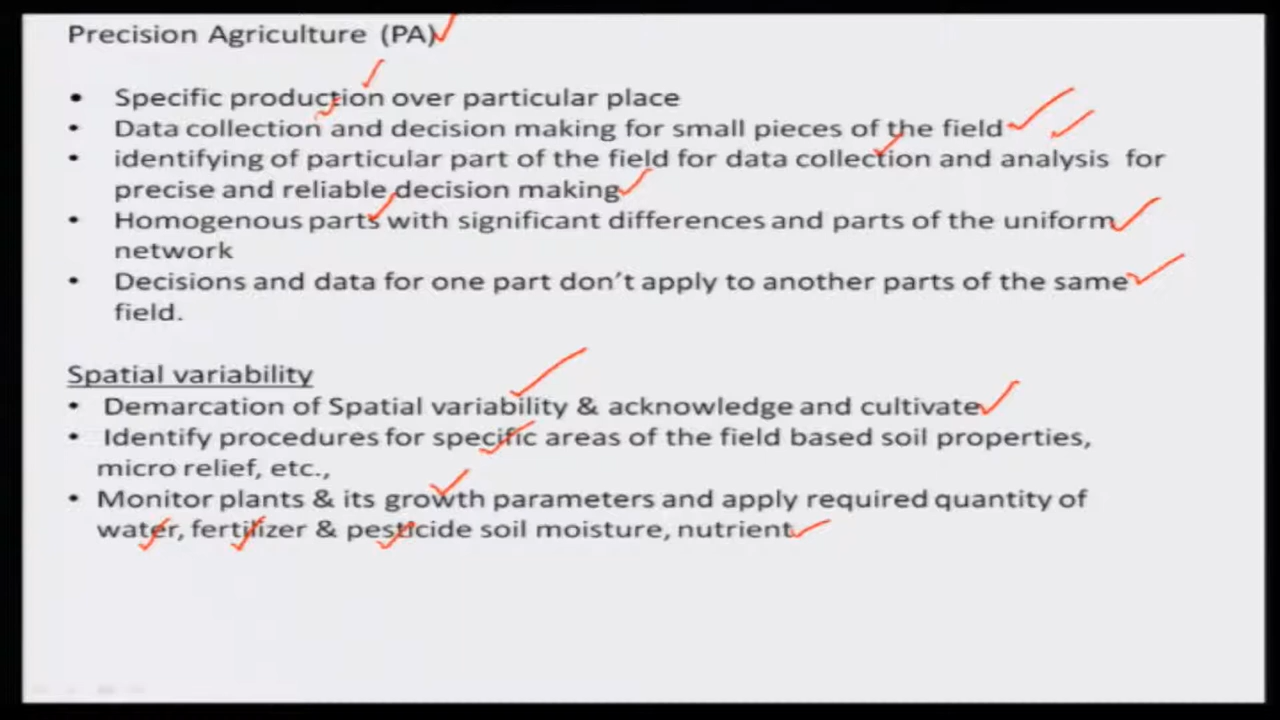 Precision Agriculture (PA)
• Specific production over particular place
• Data collection and decision making for small pieces of the field
• identifying of particular part of the field for data collection and analysis for
precise and reliable decision making
• Homogenous parts with significant differences and parts of the uniform
network
• Decisions and data for one part don't apply to another parts of the same
field.
Spatial variability
• Demarcation of Spatial variability & acknowledge and cultivate
• Identify procedures for specific areas of the field based soil properties,
micro relief, etc.,
• Monitor plants & its growth parameters and apply required quantity of
water, fertilizer & pesticide soil moisture, nutrient